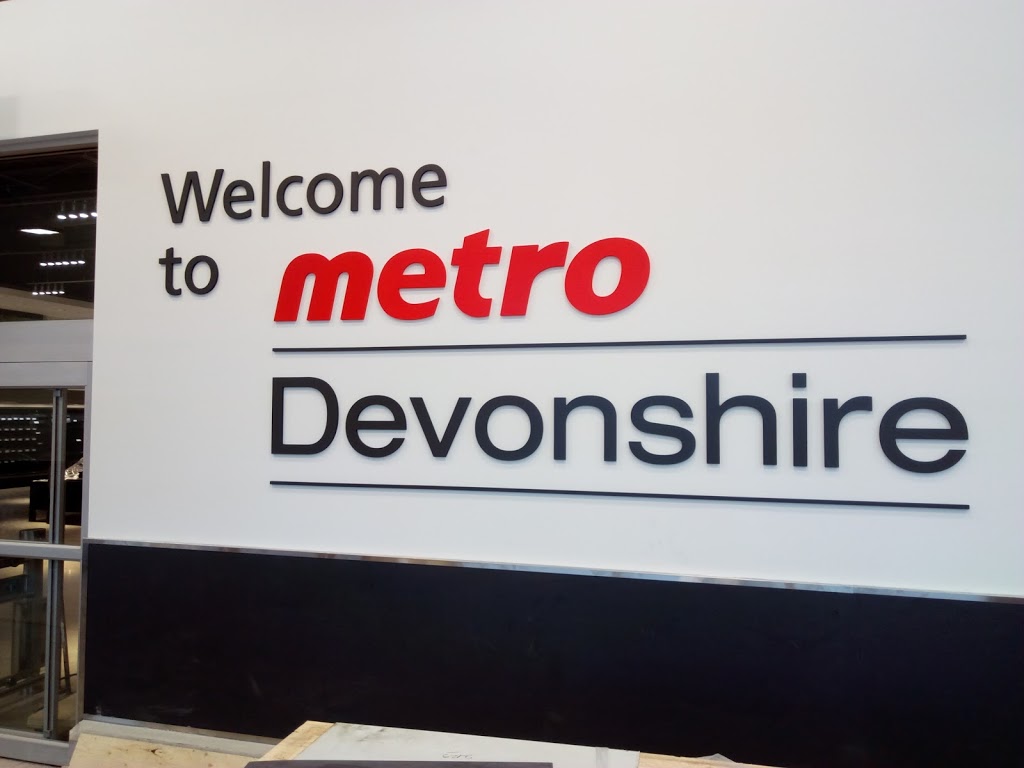 Welcome
to metro
Devonshire